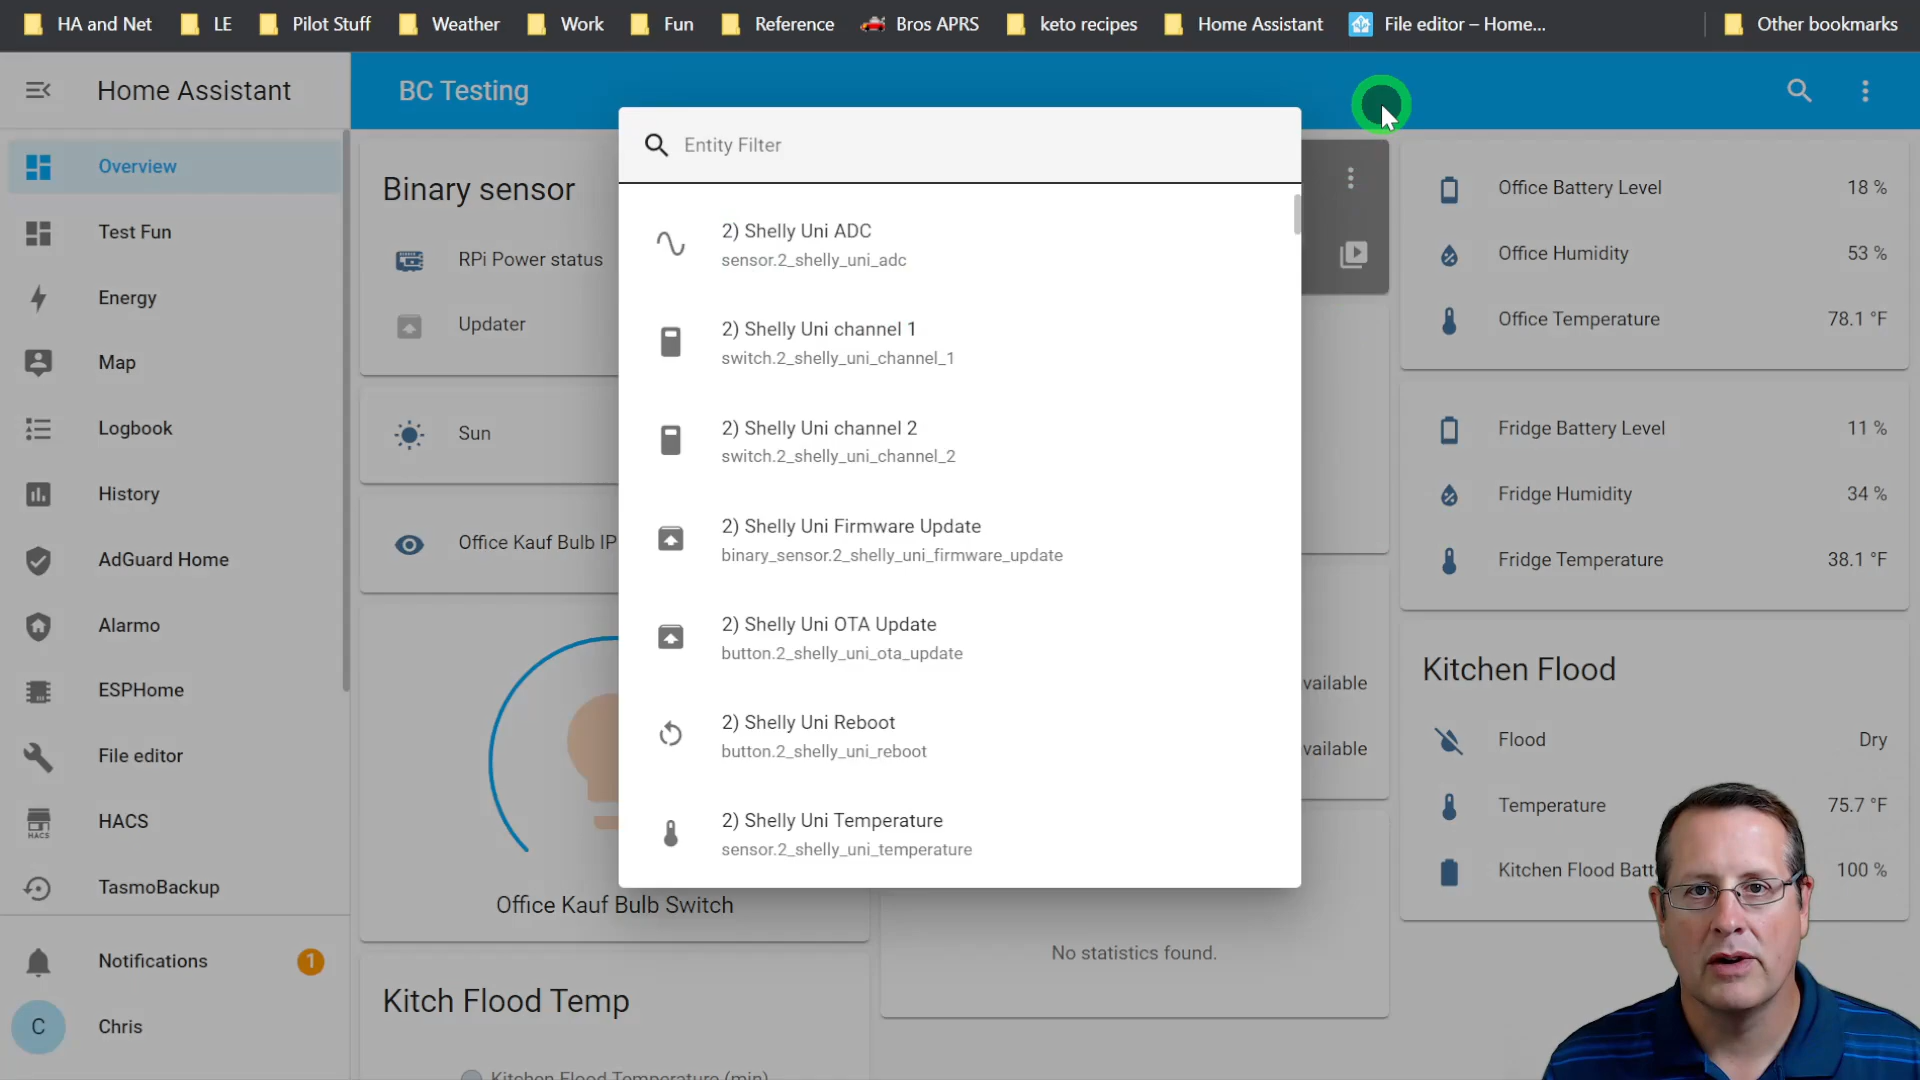 HA and Net
LE
Pilot Stuff
Weather
Work
Fun
Reference
Bros APRS
keto recipes
Home Assistant
File editor – Home...
Other bookmarks
Home Assistant
BC Testing
Overview
Test Fun
Energy
Map
Logbook
History
AdGuard Home
Alarmo
ESPHome
File editor
HACS
HACS
TasmoBackup
Notifications
1
C
Chris
Binary sensor
RPi Power status
Updater
Sun
Office Kauf Bulb IP
Office Kauf Bulb Switch
Kitch Flood Temp
Kitchen Flood Temperature (min)
Entity Filter
2) Shelly Uni ADC
sensor.2_shelly_uni_adc
2) Shelly Uni channel 1
switch.2_shelly_uni_channel_1
2) Shelly Uni channel 2
switch.2_shelly_uni_channel_2
2) Shelly Uni Firmware Update
binary_sensor.2_shelly_uni_firmware_update
2) Shelly Uni OTA Update
button.2_shelly_uni_ota_update
2) Shelly Uni Reboot
button.2_shelly_uni_reboot
2) Shelly Uni Temperature
sensor.2_shelly_uni_temperature
vailable
vailable
No statistics found.
Office Battery Level 18 %
Office Humidity 53 %
Office Temperature 78.1 °F
Fridge Battery Level 11 %
Fridge Humidity 34 %
Fridge Temperature 38.1 °F
Kitchen Flood
Flood Dry
Temperature 75.7 °F
Kitchen Flood Batt 100 %